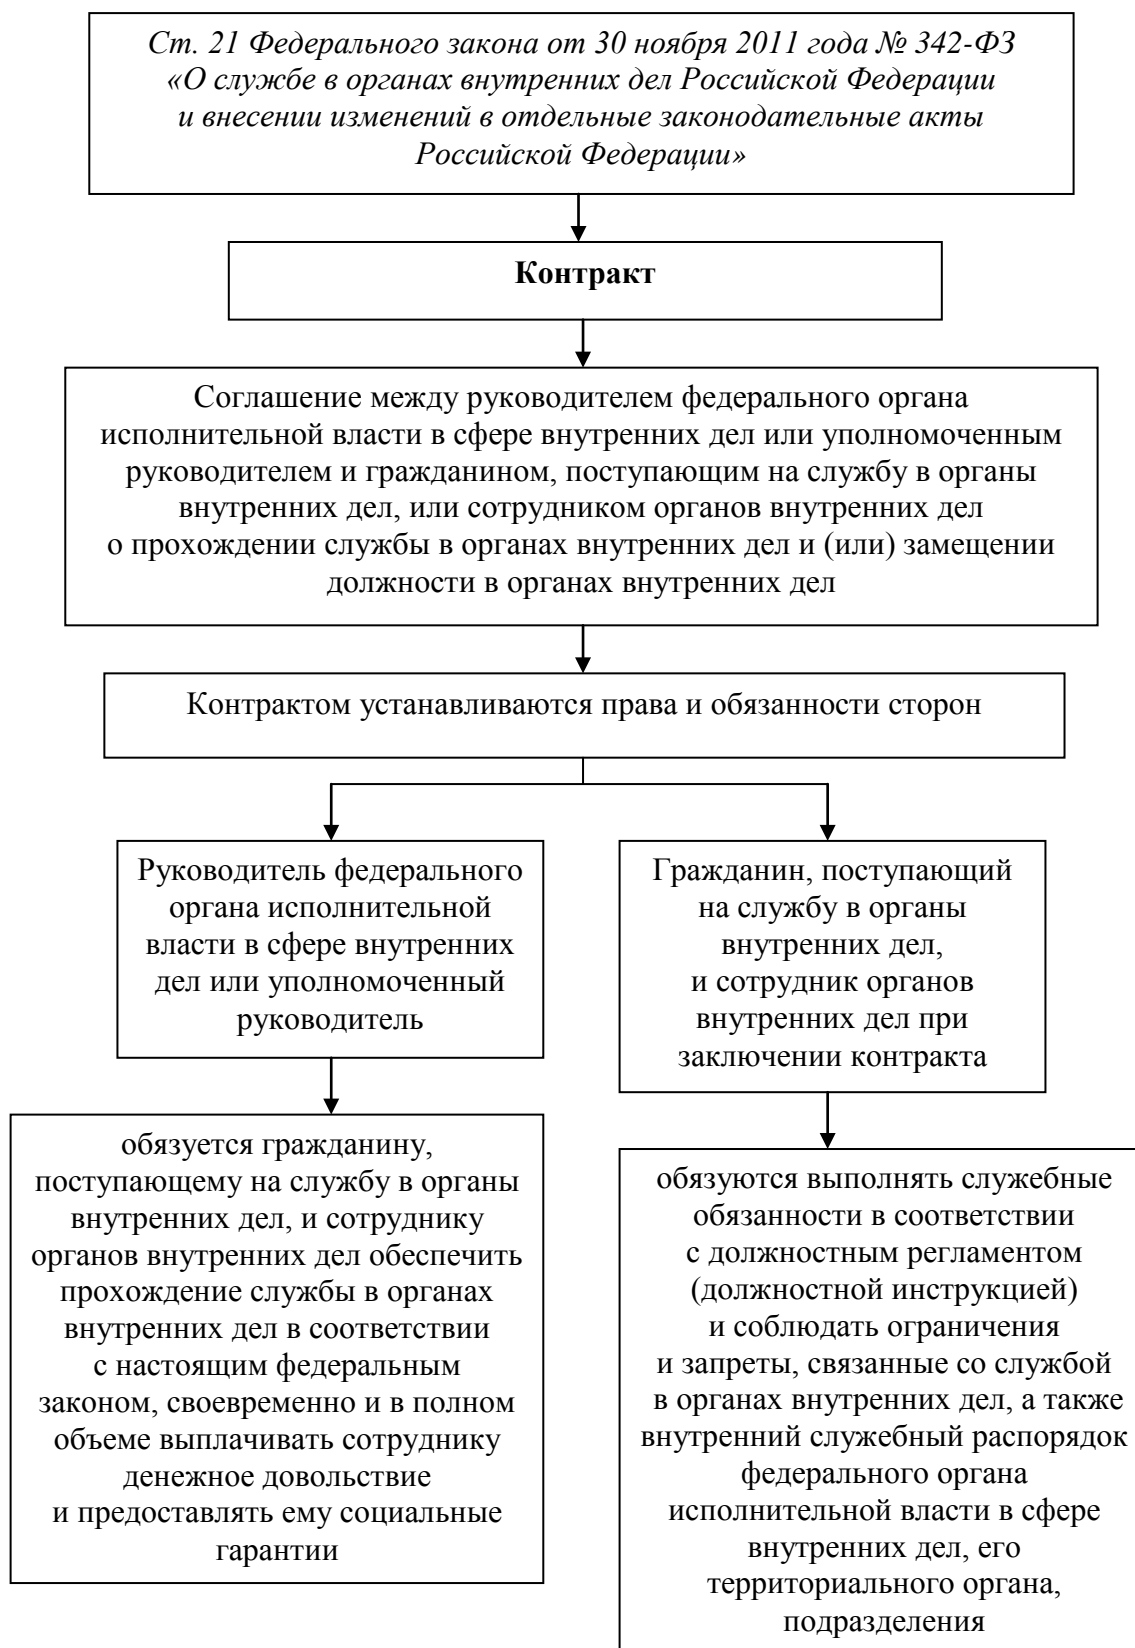 Ст. 21 Федерального закона от 30 ноября 2011 года № 342-ФЗ
«О службе в органах внутренних дел Российской Федерации
и внесении изменений в отдельные законодательные акты
Российской Федерации»
Контракт
Соглашение между руководителем федерального органа
исполнительной власти в сфере внутренних дел или уполномоченным
руководителем и гражданином, поступающим на службу в органы
внутренних дел, или сотрудником органов внутренних дел
о прохождении службы в органах внутренних дел и (или) замещении
должности в органах внутренних дел
Контрактом устанавливаются права и обязанности сторон
Руководитель федерального
органа исполнительной
власти в сфере внутренних
дел или уполномоченный
руководитель
Гражданин, поступающий
на службу в органы
внутренних дел,
и сотрудник органов
внутренних дел при
заключении контракта
обязуется гражданину,
поступающему на службу в органы
внутренних дел, и сотруднику
органов внутренних дел обеспечить
прохождение службы в органах
внутренних дел в соответствии
с настоящим федеральным
законом, своевременно и в полном
объеме выплачивать сотруднику
денежное довольствие
и предоставлять ему социальные
гарантии
обязуются выполнять служебные
обязанности в соответствии
с должностным регламентом
(должностной инструкцией)
и соблюдать ограничения
и запреты, связанные со службой
в органах внутренних дел, а также
внутренний служебный распорядок
федерального органа
исполнительной власти в сфере
внутренних дел, его
территориального органа,
подразделения